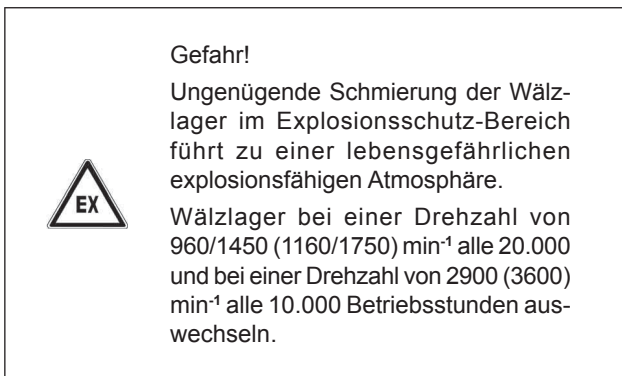 Gefahr!
Ungenügende Schmierung der Wälz-
lager im Explosionsschutz-Bereich
führt zu einer lebensgefährlichen
explosionsfähigen Atmosphäre.
EX
Wälzlager bei einer Drehzahl von
960/1450 (1160/1750) min⁻¹ alle 20.000
und bei einer Drehzahl von 2900 (3600)
min⁻¹ alle 10.000 Betriebsstunden aus-
wechseln.